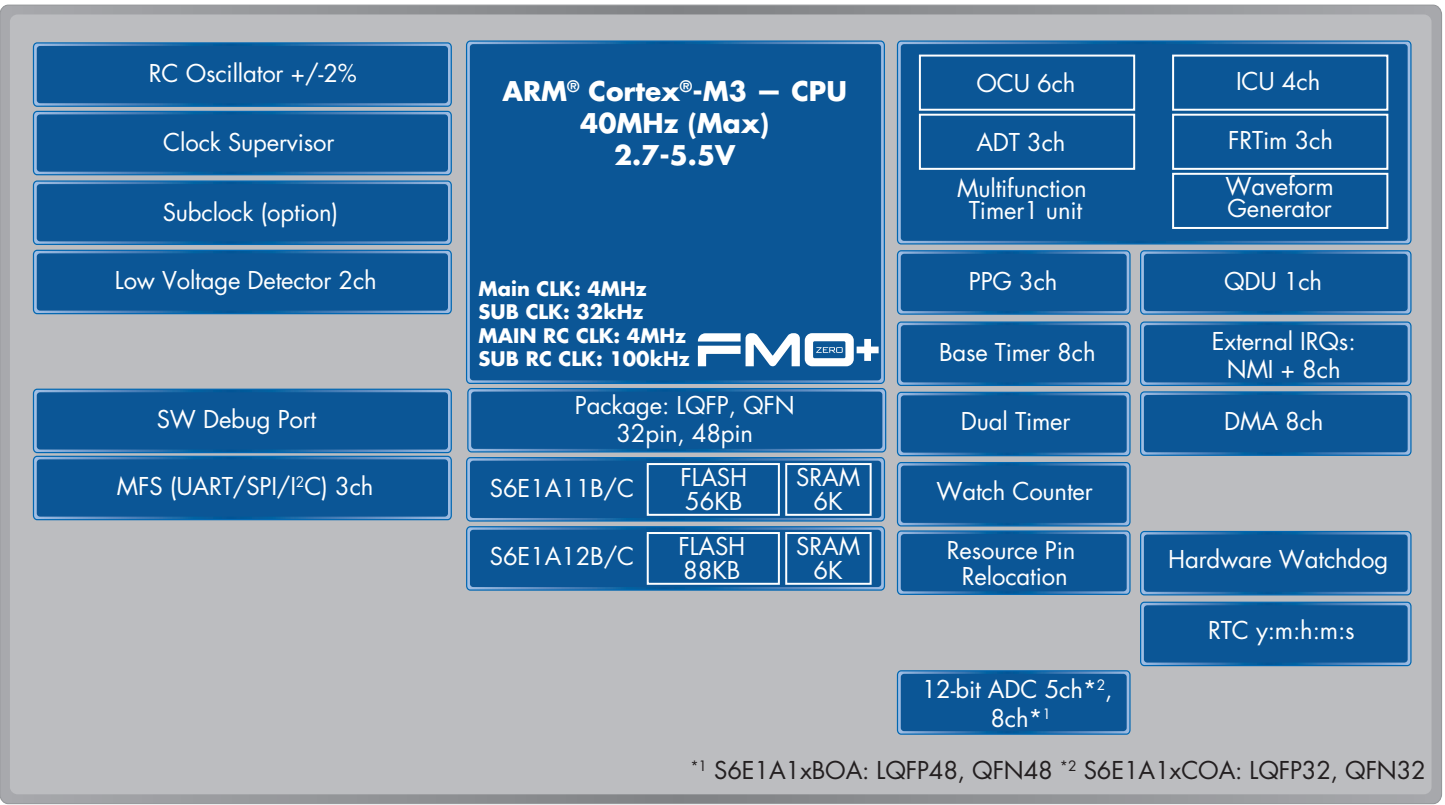 RC Oscillator +/-2%
Clock Supervisor
Subclock (option)
Low Voltage Detector 2ch
SW Debug Port
MFS (UART/SPI/I²C) 3ch
ARM® Cortex®-M3 – CPU
40MHz (Max)
2.7-5.5V
Main CLK: 4MHz
SUB CLK: 32kHz
MAIN RC CLK: 4MHz
SUB RC CLK: 100kHz
FM0+
ZERO
Package: LQFP, QFN
32pin, 48pin
S6E1A11B/C
FLASH
56KB
SRAM
6K
S6E1A12B/C
FLASH
88KB
SRAM
6K
OCU 6ch
ICU 4ch
ADT 3ch
FRTim 3ch
Multifunction
Timer1 unit
Waveform
Generator
PPG 3ch
QDU 1ch
Base Timer 8ch
External IRQs:
NMI + 8ch
Dual Timer
DMA 8ch
Watch Counter
Resource Pin
Relocation
Hardware Watchdog
RTC y:m:h:m:s
12-bit ADC 5ch*²,
8ch*¹
*¹ S6E1A1xBOA: LQFP48, QFN48 *² S6E1A1xCOA: LQFP32, QFN32